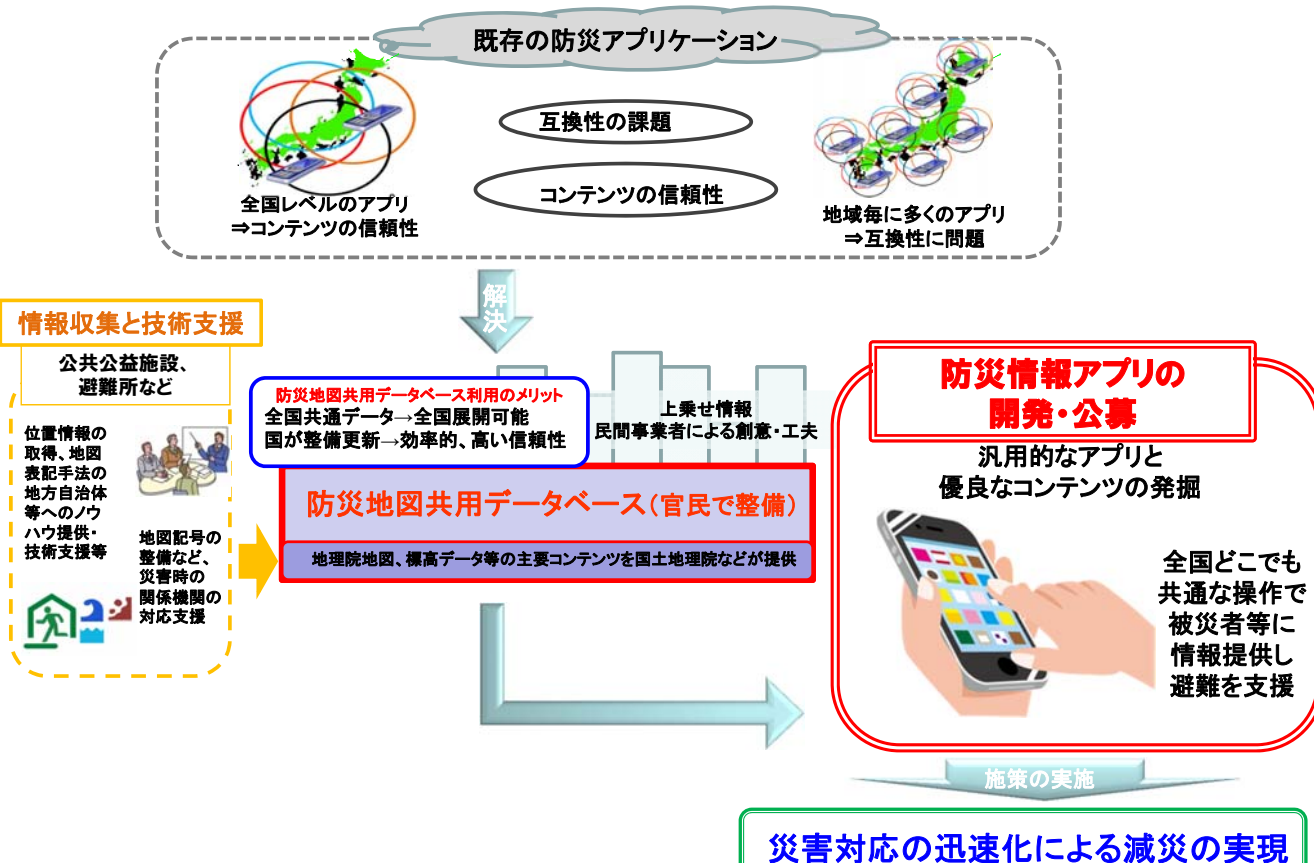 既存の防災アプリケーション
互換性の課題
コンテンツの信頼性
全国レベルのアプリ
⇒コンテンツの信頼性
地域毎に多くのアプリ
⇒互換性に問題
解決
情報収集と技術支援
公共公益施設、
避難所など
位置情報の
取得、地図
表記手法の
地方自治体
等へのノウ
ハウ提供・
技術支援等
地図記号の
整備など、
災害時の
関係機関の
対応支援
防災地図共用データベース利用のメリット
全国共通データ→全国展開可能
国が整備更新→効率的、高い信頼性
上乗せ情報
民間事業者による創意・工夫
防災地図共用データベース(官民で整備)
地理院地図、標高データ等の主要コンテンツを国土地理院などが提供
防災情報アプリの
開発・公募
汎用的なアプリと
優良なコンテンツの発掘
全国どこでも
共通な操作で
被災者等に
情報提供し
避難を支援
施策の実施
災害対応の迅速化による減災の実現